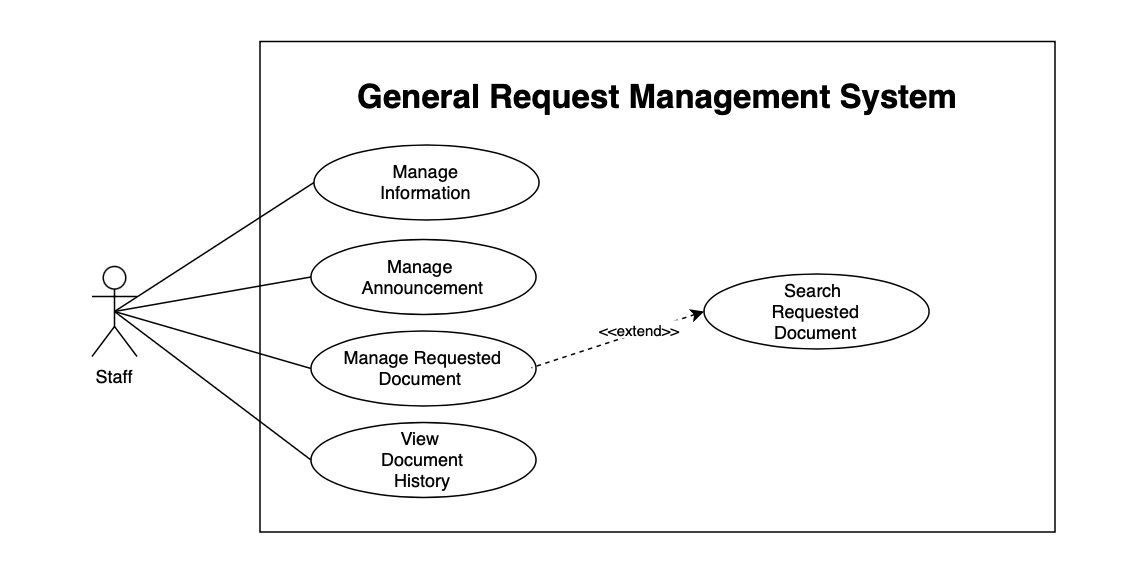 General Request Management System
Manage
Information
Manage
Announcement
Manage Requested
Document
View
Document
History
<<extend>>
Search
Requested
Document
Staff